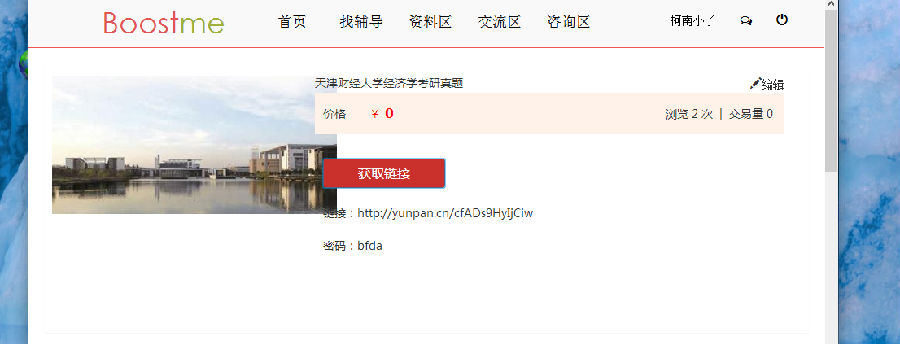 Boostme 首页 找辅导 资料区 交流区 咨询区 柯南小子
天津财经大学经济学考研真题 编辑
价格 ¥ 0 浏览 2 次 | 交易量 0
获取链接
链接：http://yunpan.cn/cfADs9HyIjCiw
密码：bfda